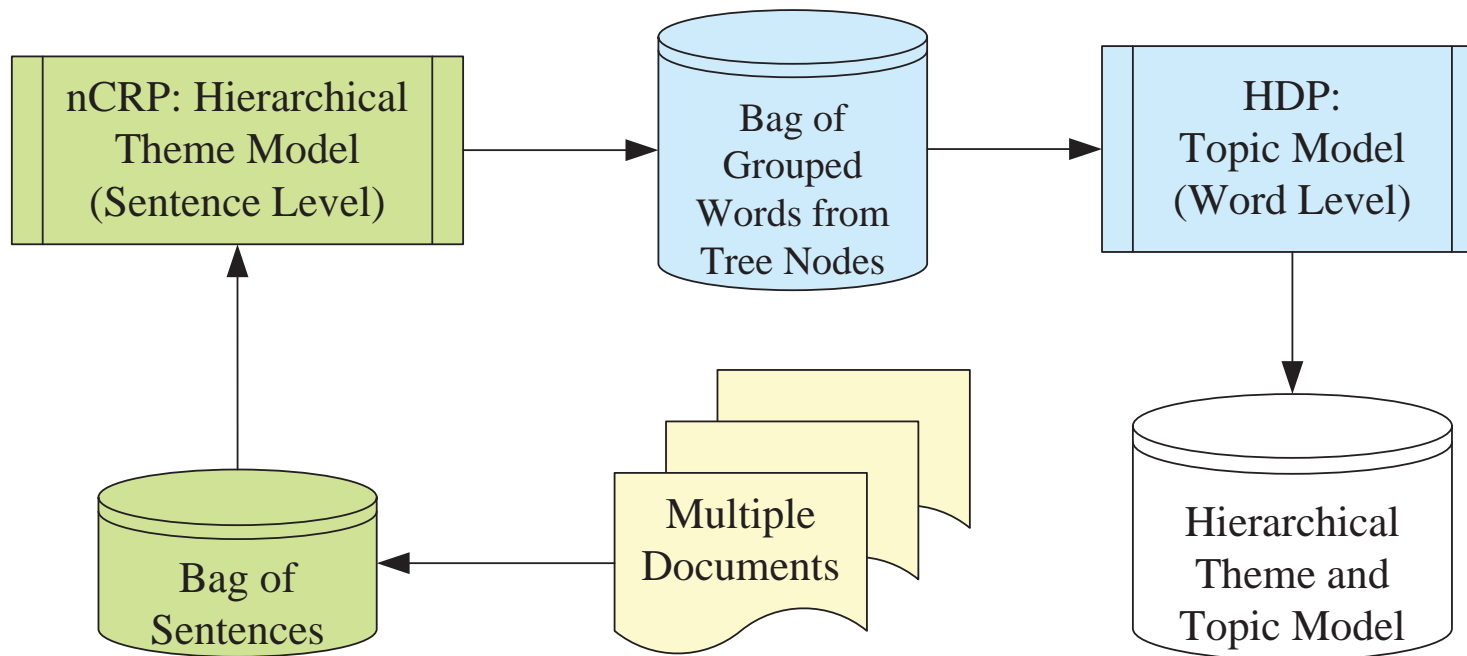 nCRP: Hierarchical
Theme Model
(Sentence Level)
Bag of
Grouped
Words from
Tree Nodes
HDP:
Topic Model
(Word Level)
Bag of
Sentences
Multiple
Documents
Hierarchical
Theme and
Topic Model